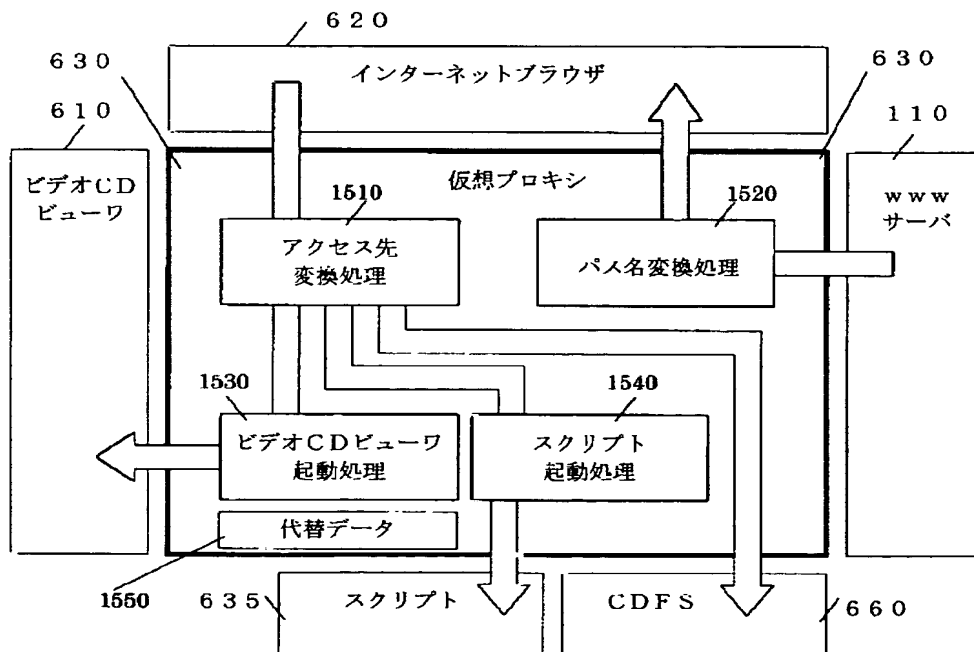 ６２０
６３０
インターネットブラウザ
６３０
６１０
１１０
ビデオＣＤ
ビューワ
仮想プロキシ
ｗｗｗ
サーバ
1510
1520
アクセス先
変換処理
パス名変換処理
1530
1540
ビデオＣＤビューワ
起動処理
スクリプト
起動処理
代替データ
1550
６３５
スクリプト
ＣＤＦＳ
６６０